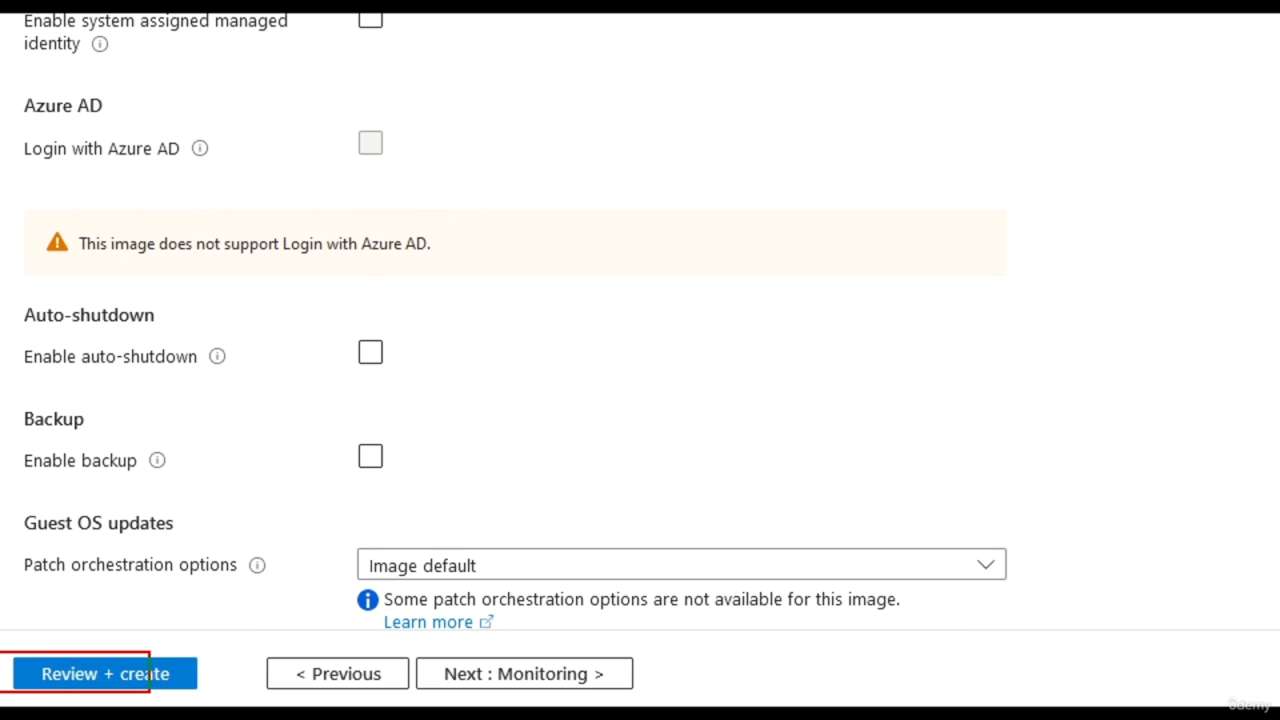 Enable system assigned managed
identity
Azure AD
Login with Azure AD
This image does not support Login with Azure AD.
Auto-shutdown
Enable auto-shutdown
Backup
Enable backup
Guest OS updates
Patch orchestration options
Image default
Some patch orchestration options are not available for this image.
Learn more
Review + create
< Previous
Next : Monitoring >
ûdemy